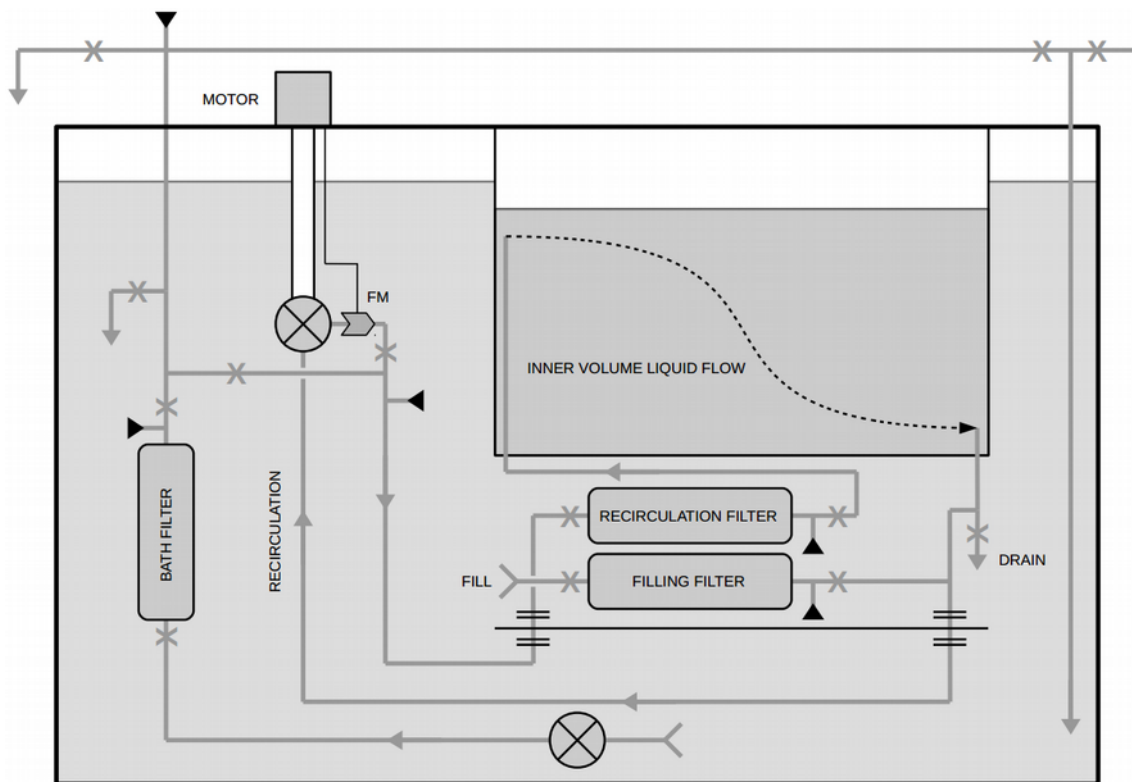 MOTOR
FM
INNER VOLUME LIQUID FLOW
RECIRCULATION
BATH FILTER
RECIRCULATION FILTER
FILL
FILLING FILTER
DRAIN